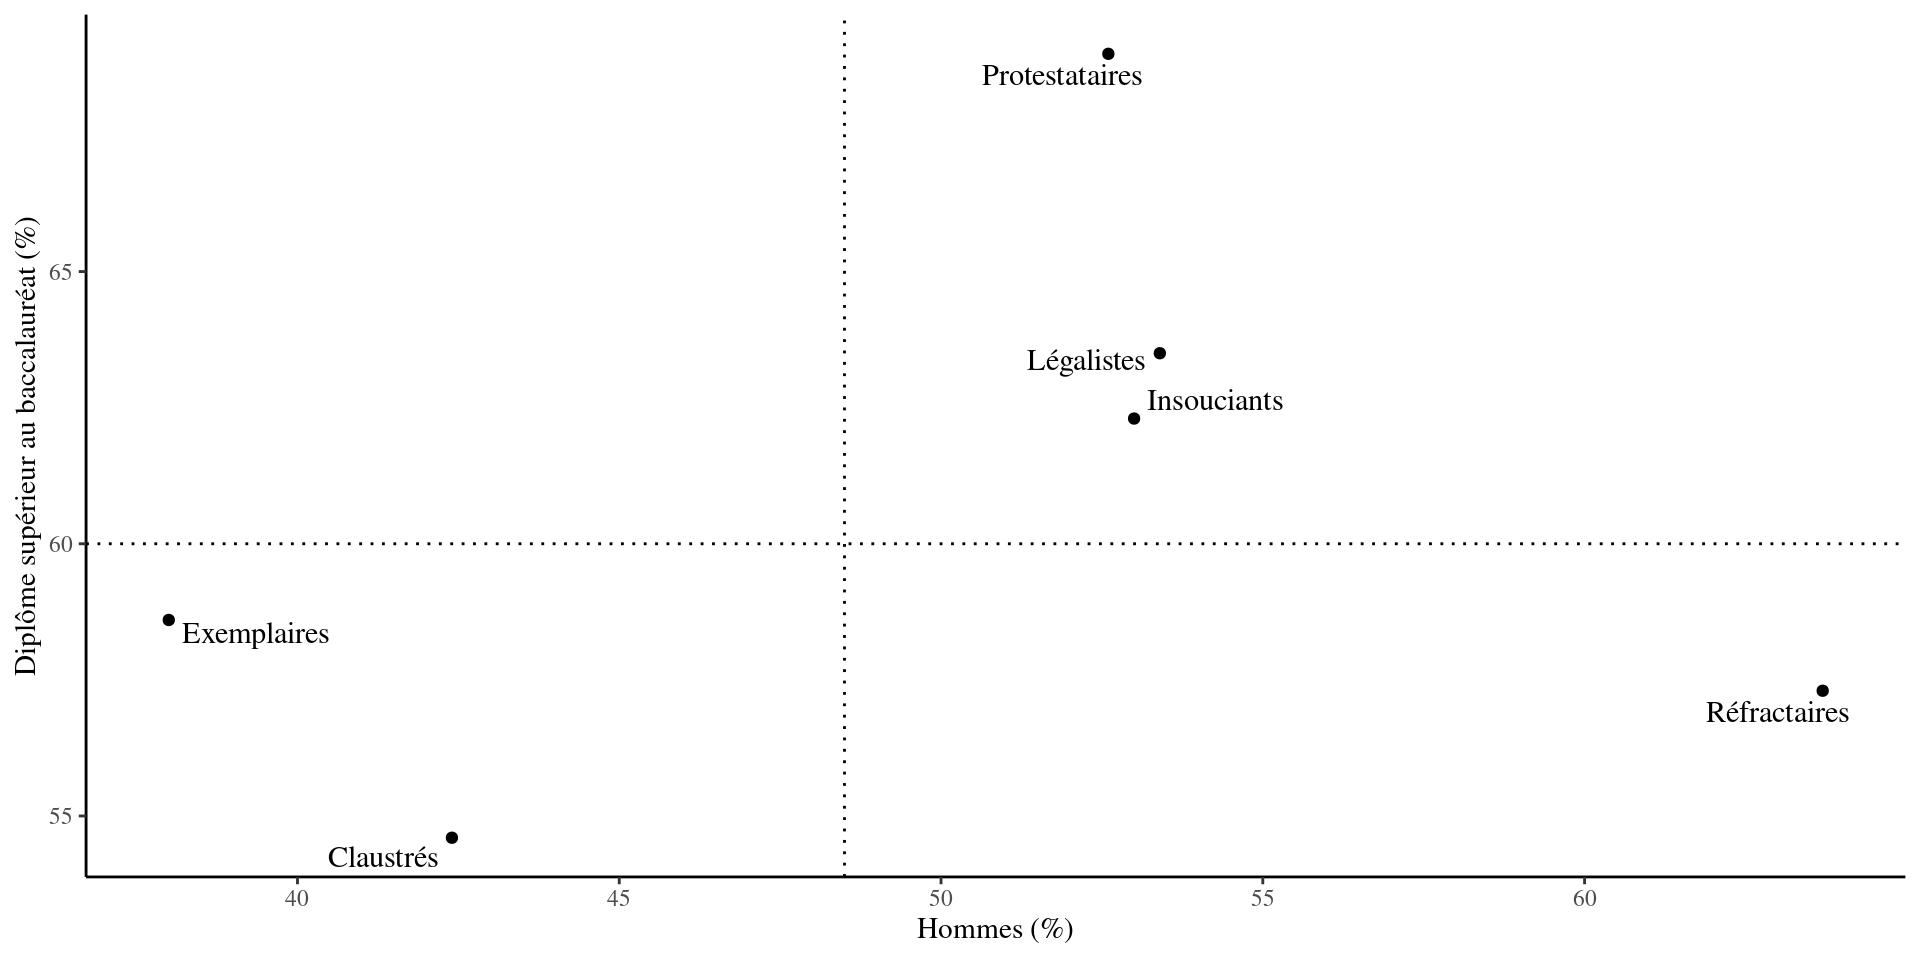 Protestataires
Diplôme supérieur au baccalauréat (%)
65
Légalistes
Insouciants
60
Exemplaires
Réfractaires
55
Claustrés
40
45
50
55
60
Hommes (%)